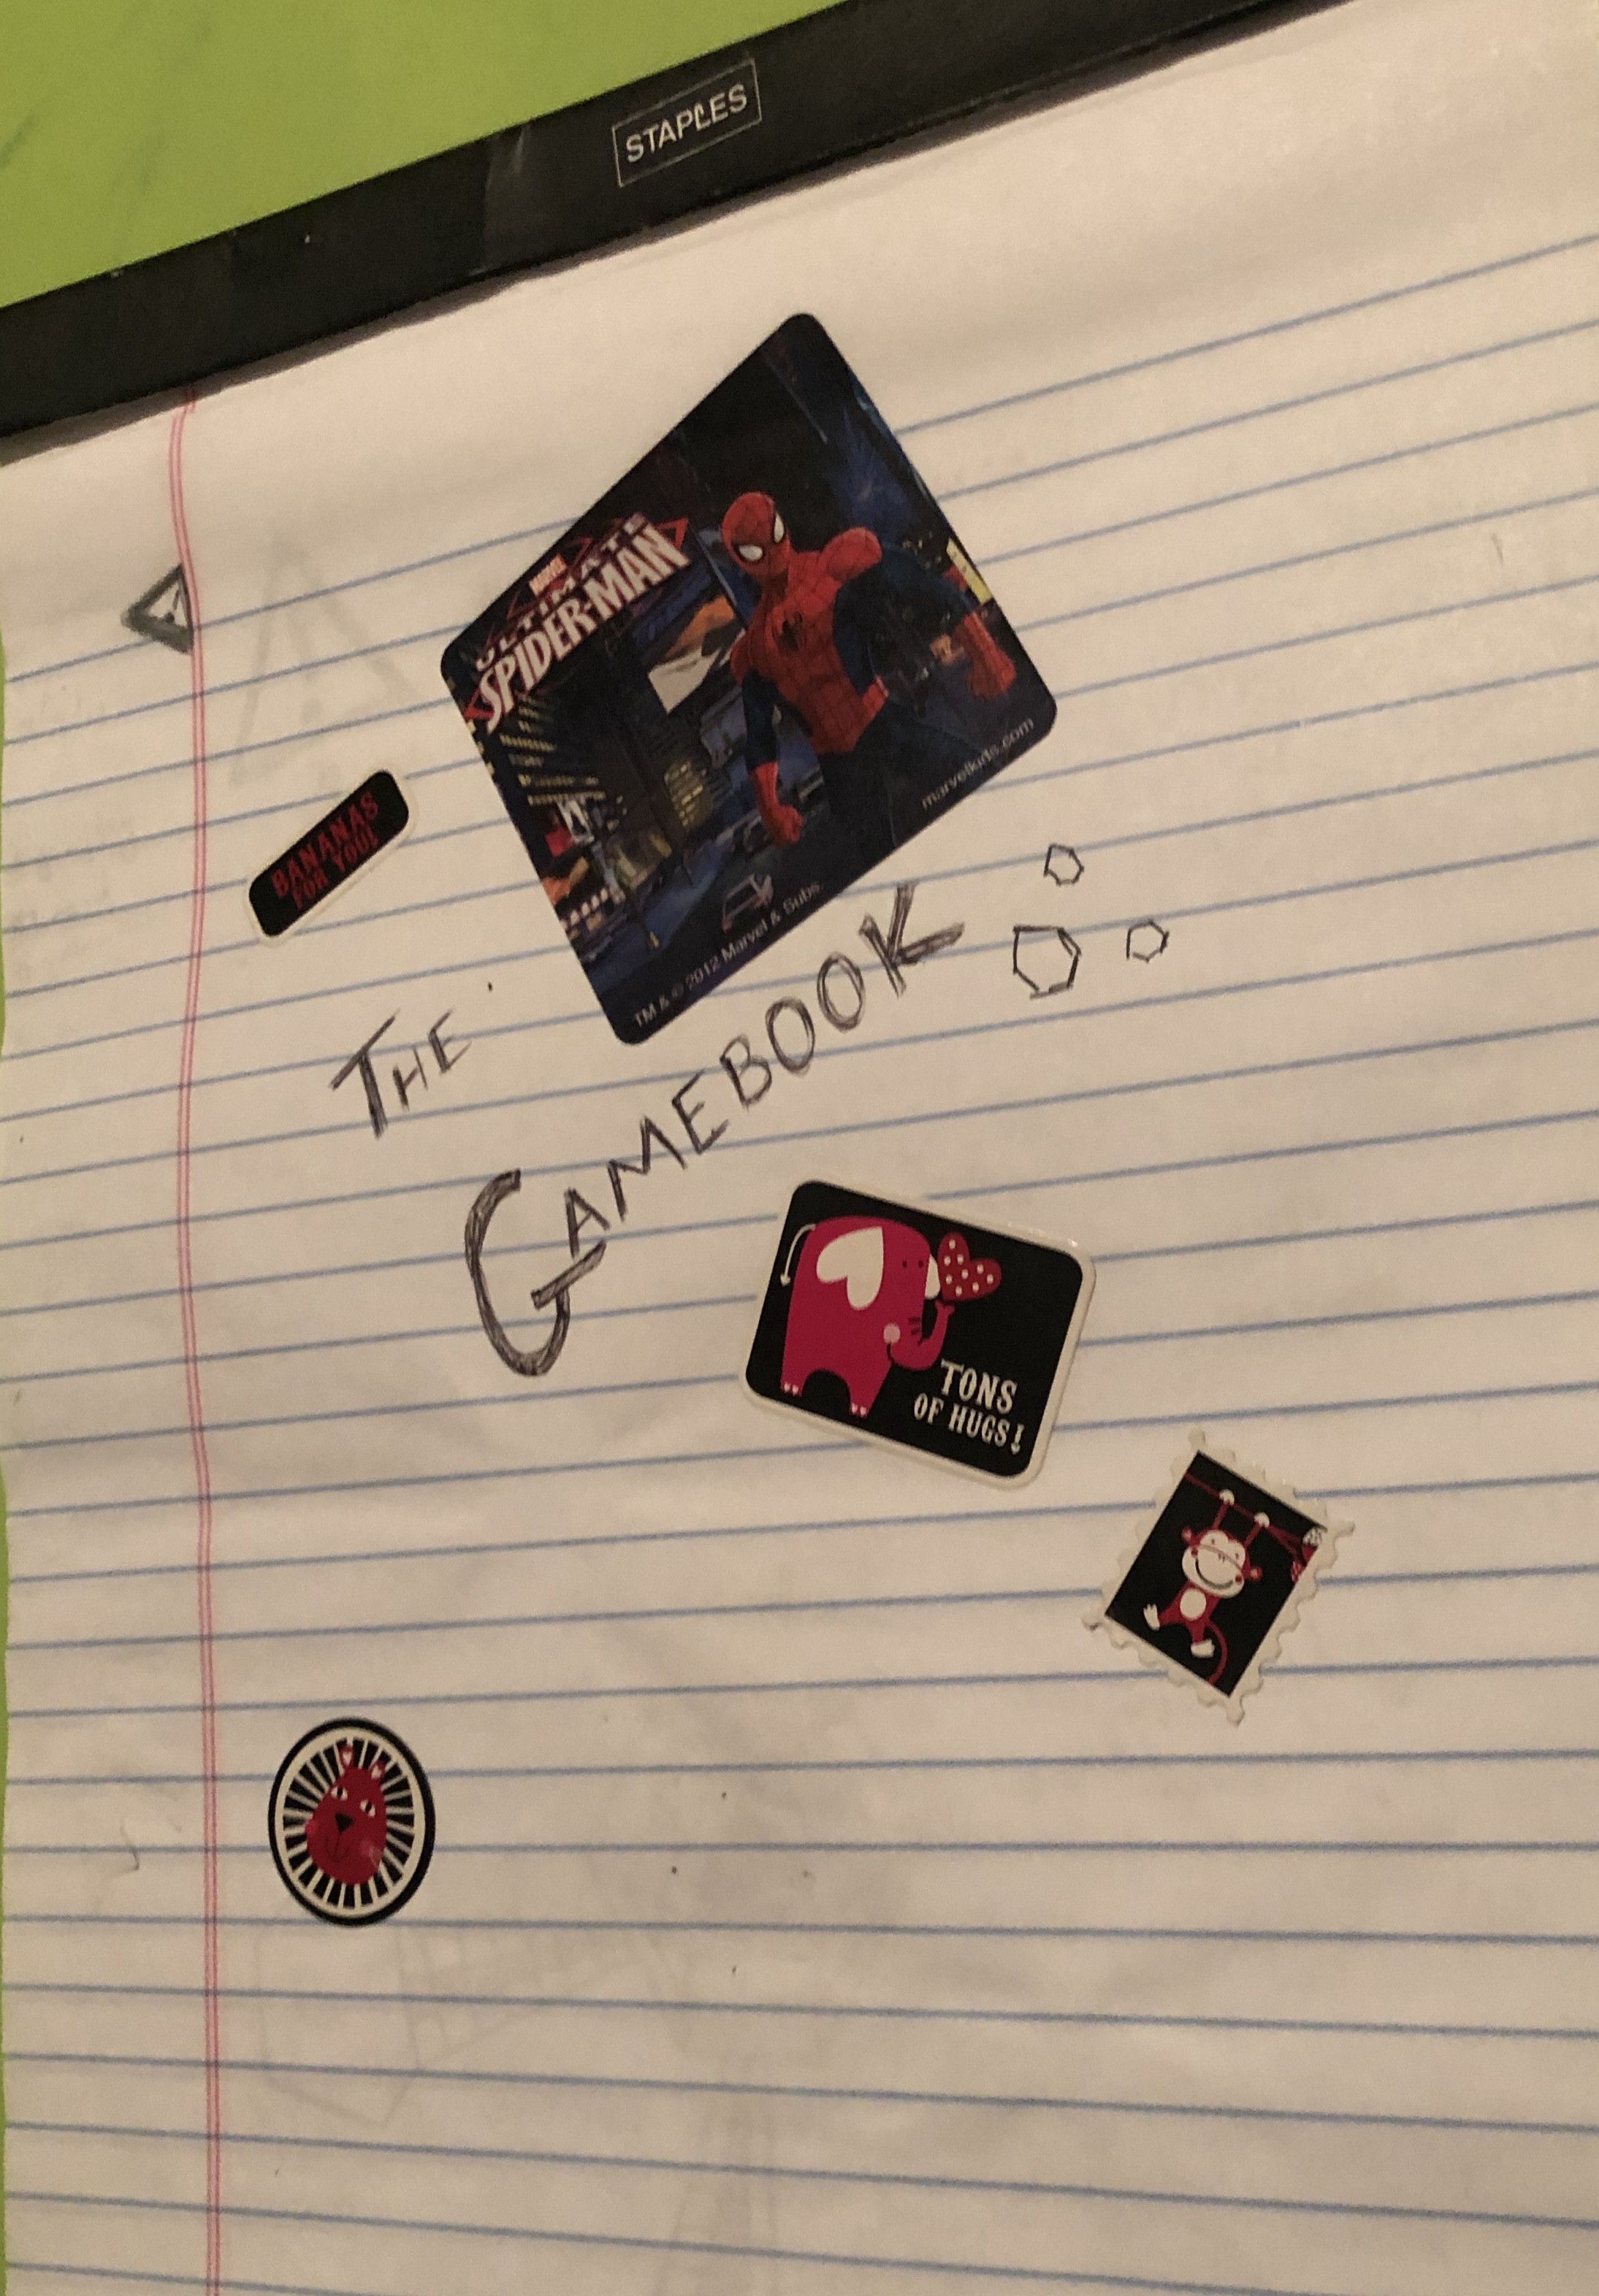 STAPLES
MARVEL
ULTIMATE
SPIDER-MAN
marvelkids.com
TM & © 2012 Marvel & Subs.
BANANAS
FOR YOU!
THE
GAMEBOOK
TONS
OF HUGS!